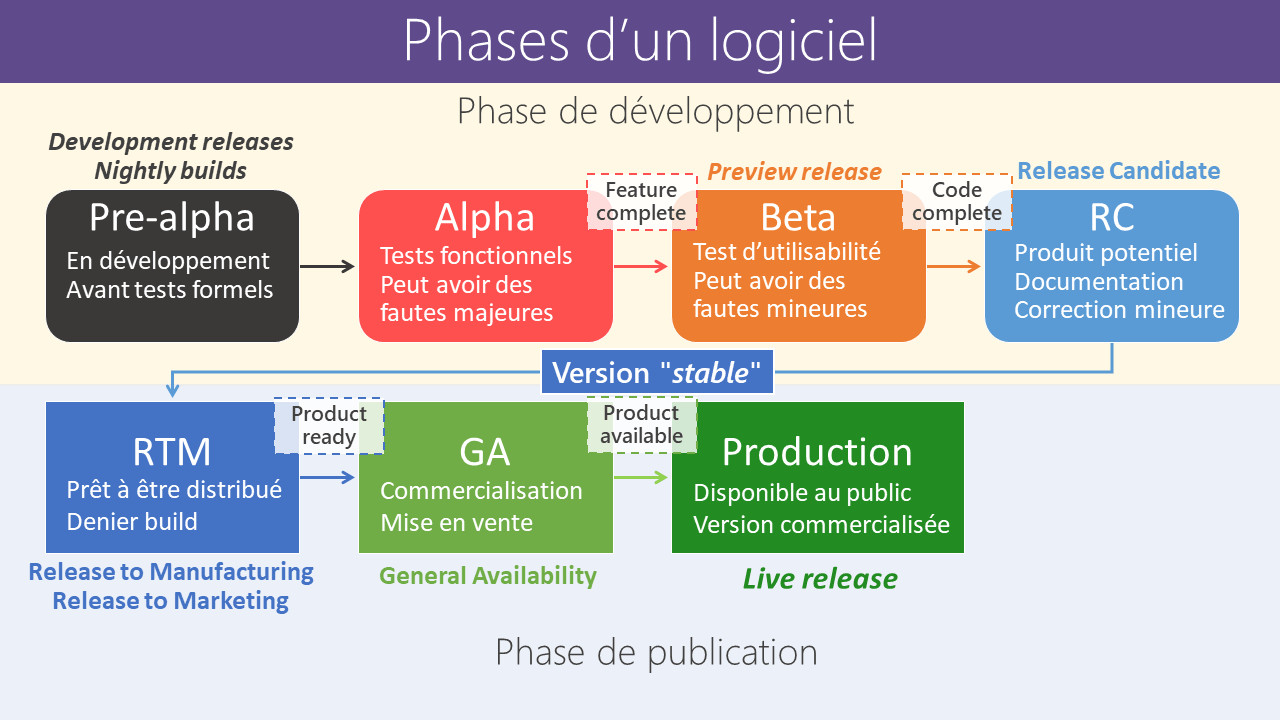 Phases d’un logiciel
Phase de développement
Development releases
Nightly builds
Pre-alpha
En développement
Avant tests formels
Alpha
Tests fonctionnels
Peut avoir des
fautes majeures
Feature
complete
Preview release
Beta
Test d’utilisabilité
Peut avoir des
fautes mineures
Code
complete
Release Candidate
RC
Produit potentiel
Documentation
Correction mineure
Version "stable"
RTM
Prêt à être distribué
Denier build
Release to Manufacturing
Release to Marketing
Product
ready
GA
Commercialisation
Mise en vente
General Availability
Product
available
Production
Disponible au public
Version commercialisée
Live release
Phase de publication